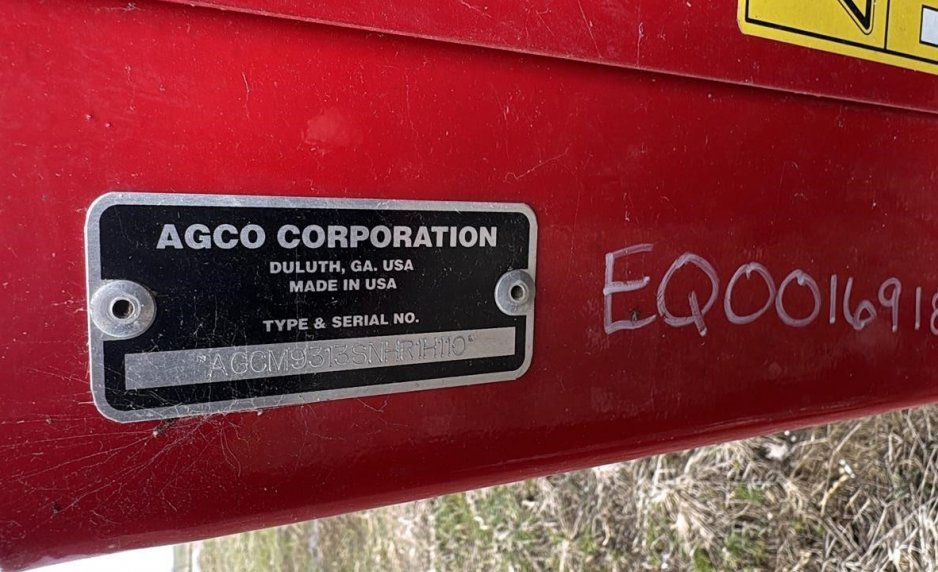 AGCO CORPORATION
DULUTH, GA. USA
MADE IN USA
TYPE & SERIAL NO.
*AGCM9313SNHR1H110*
EQ0016918